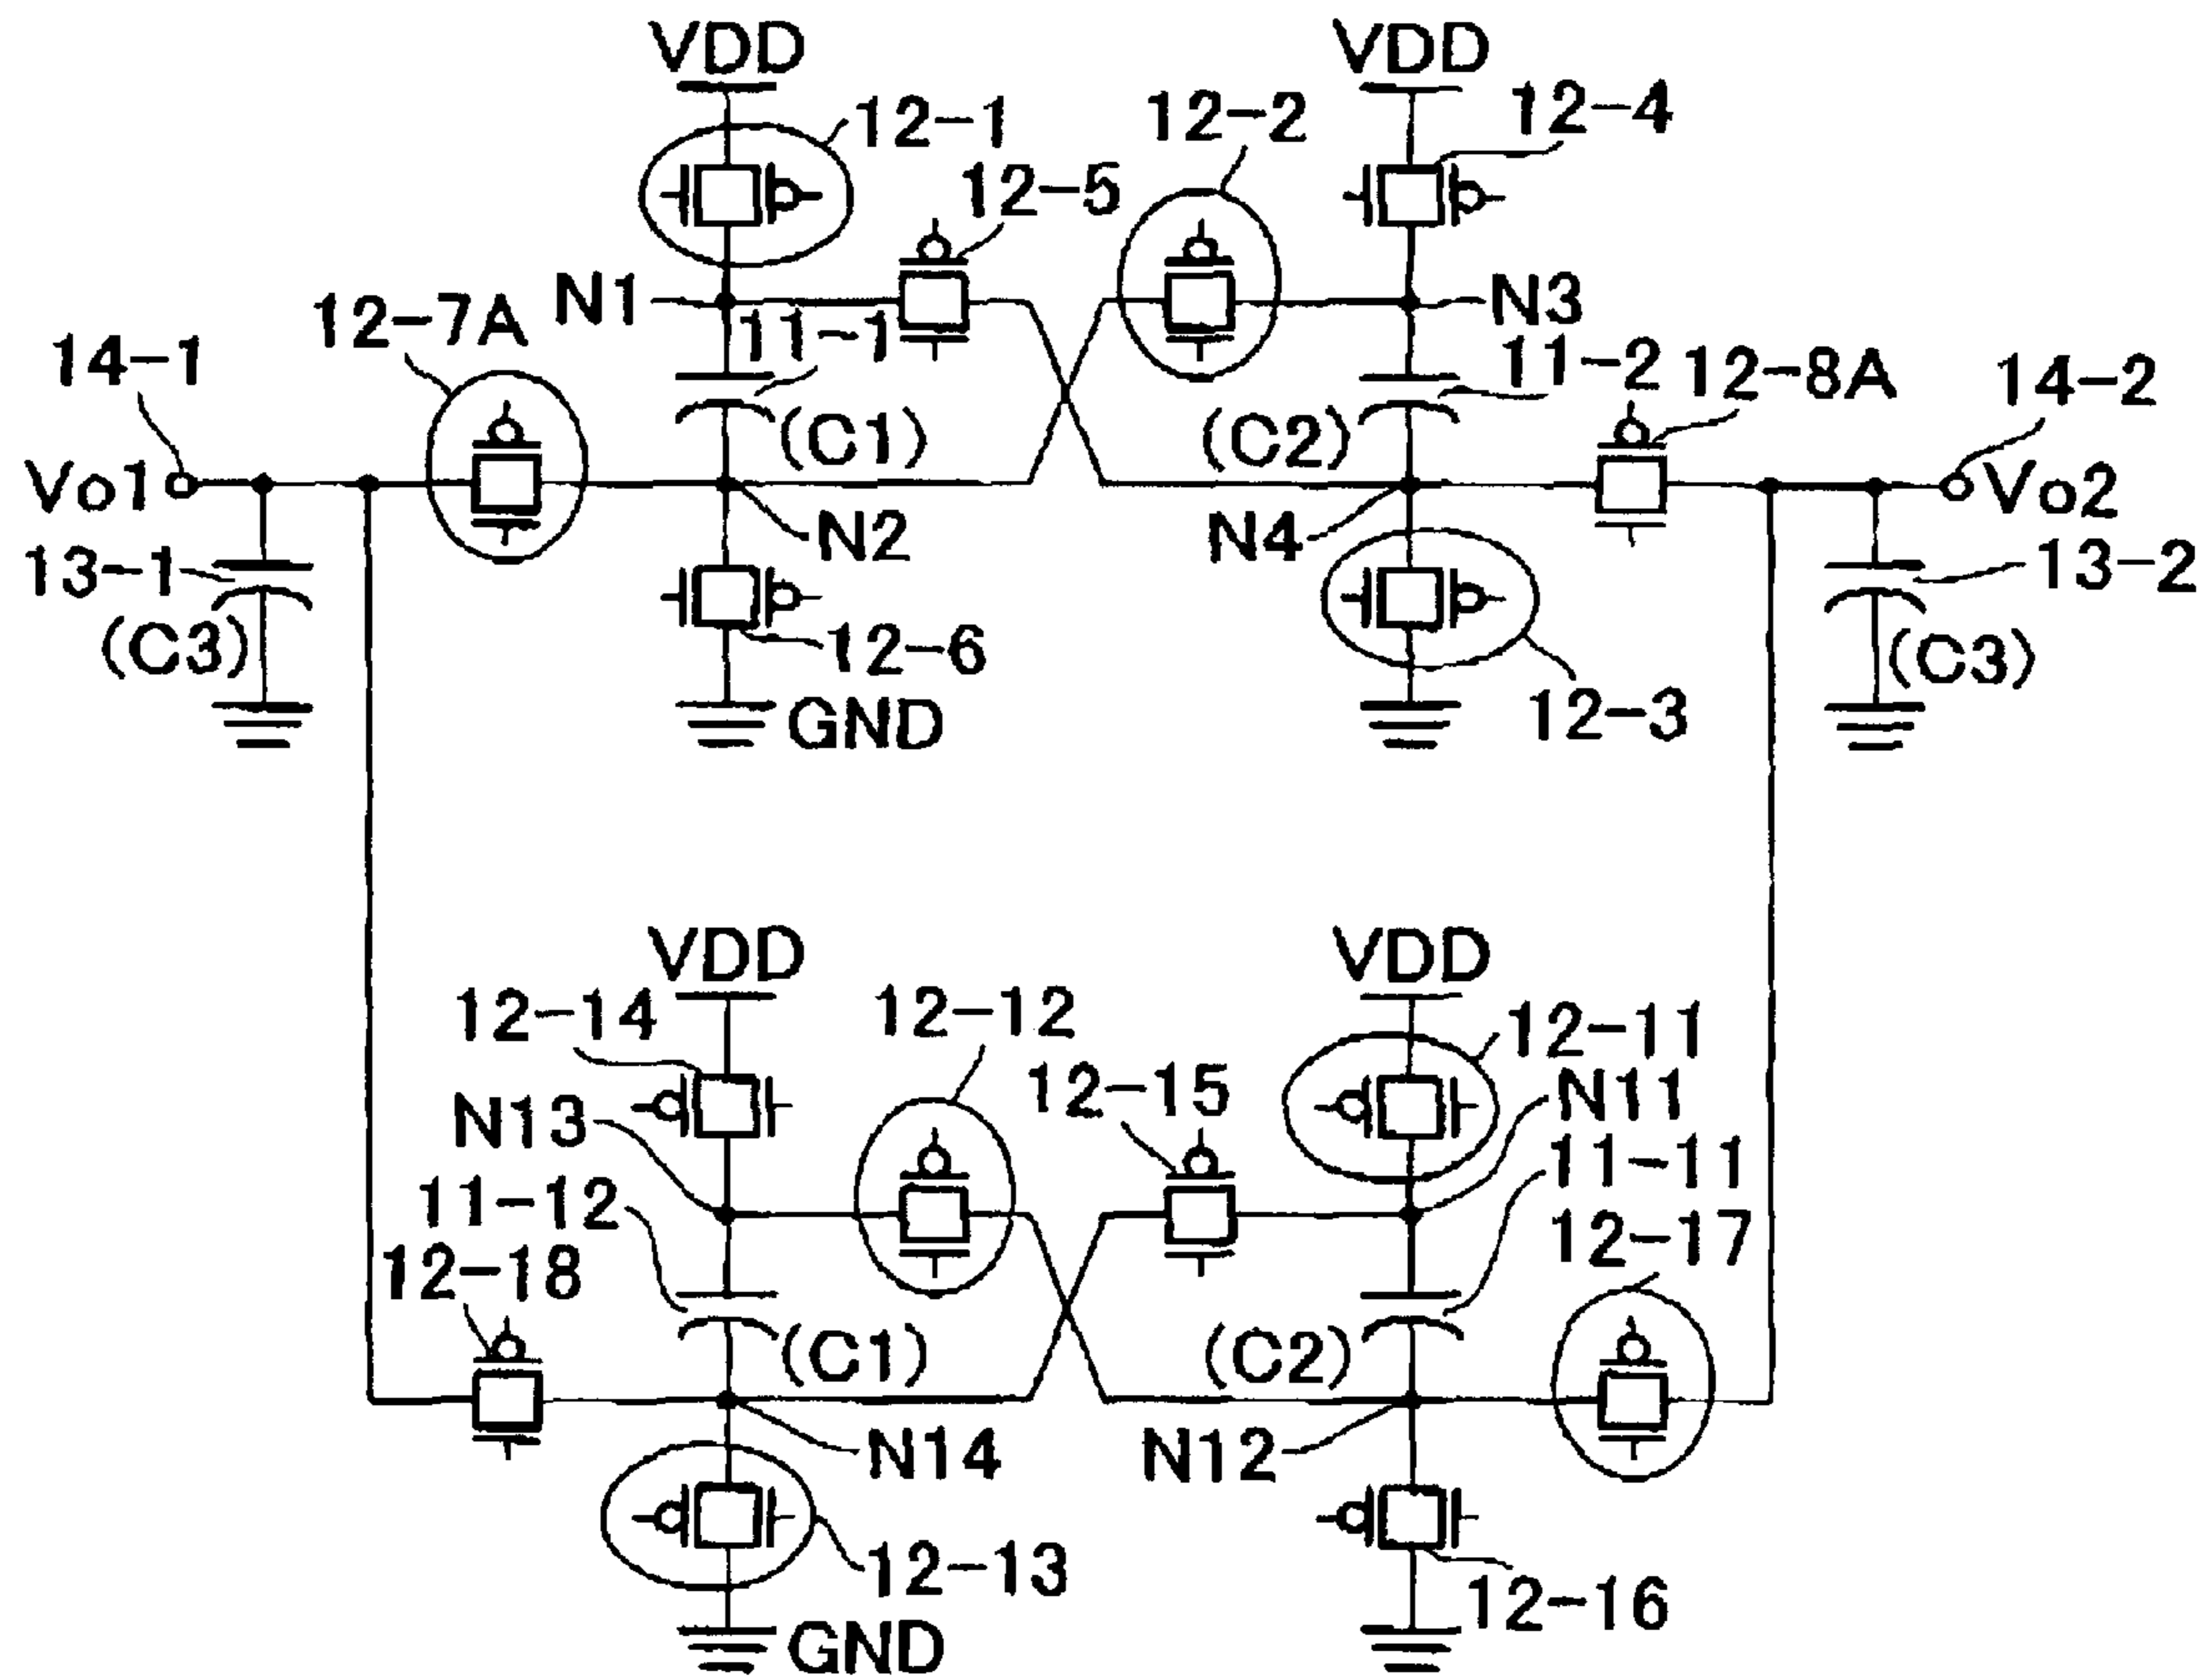 VDD
VDD
12-1
12-2
12-4
12-5
N1
N3
12-7A
11-1
11-2
12-8A
14-1
14-2
(C1)
(C2)
Vo1
Vo2
N2
N4
13-1
13-2
12-6
(C3)
(C3)
GND
12-3
VDD
VDD
12-14
12-12
12-11
12-15
N13
N11
11-11
11-12
12-17
12-18
(C1)
(C2)
N14
N12
12-13
12-16
GND